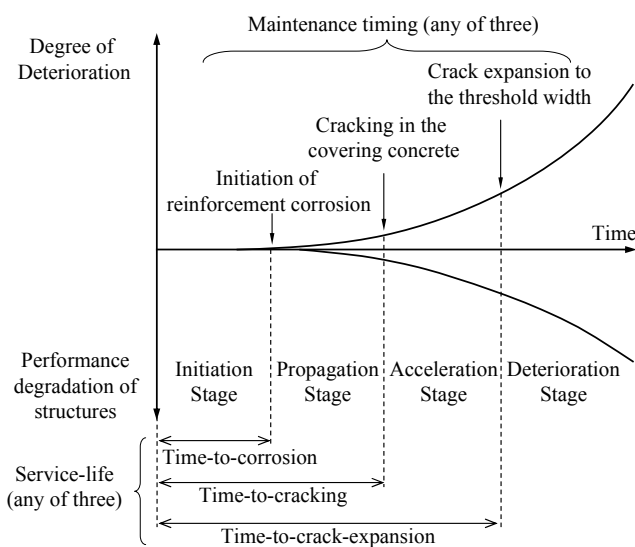 Maintenance timing (any of three)
Degree of
Deterioration
Crack expansion to
the threshold width
Cracking in the
covering concrete
Initiation of
reinforcement corrosion
Time
Performance
degradation of
structures
Initiation
Stage
Propagation
Stage
Acceleration
Stage
Deterioration
Stage
Service-life
(any of three)
Time-to-corrosion
Time-to-cracking
Time-to-crack-expansion